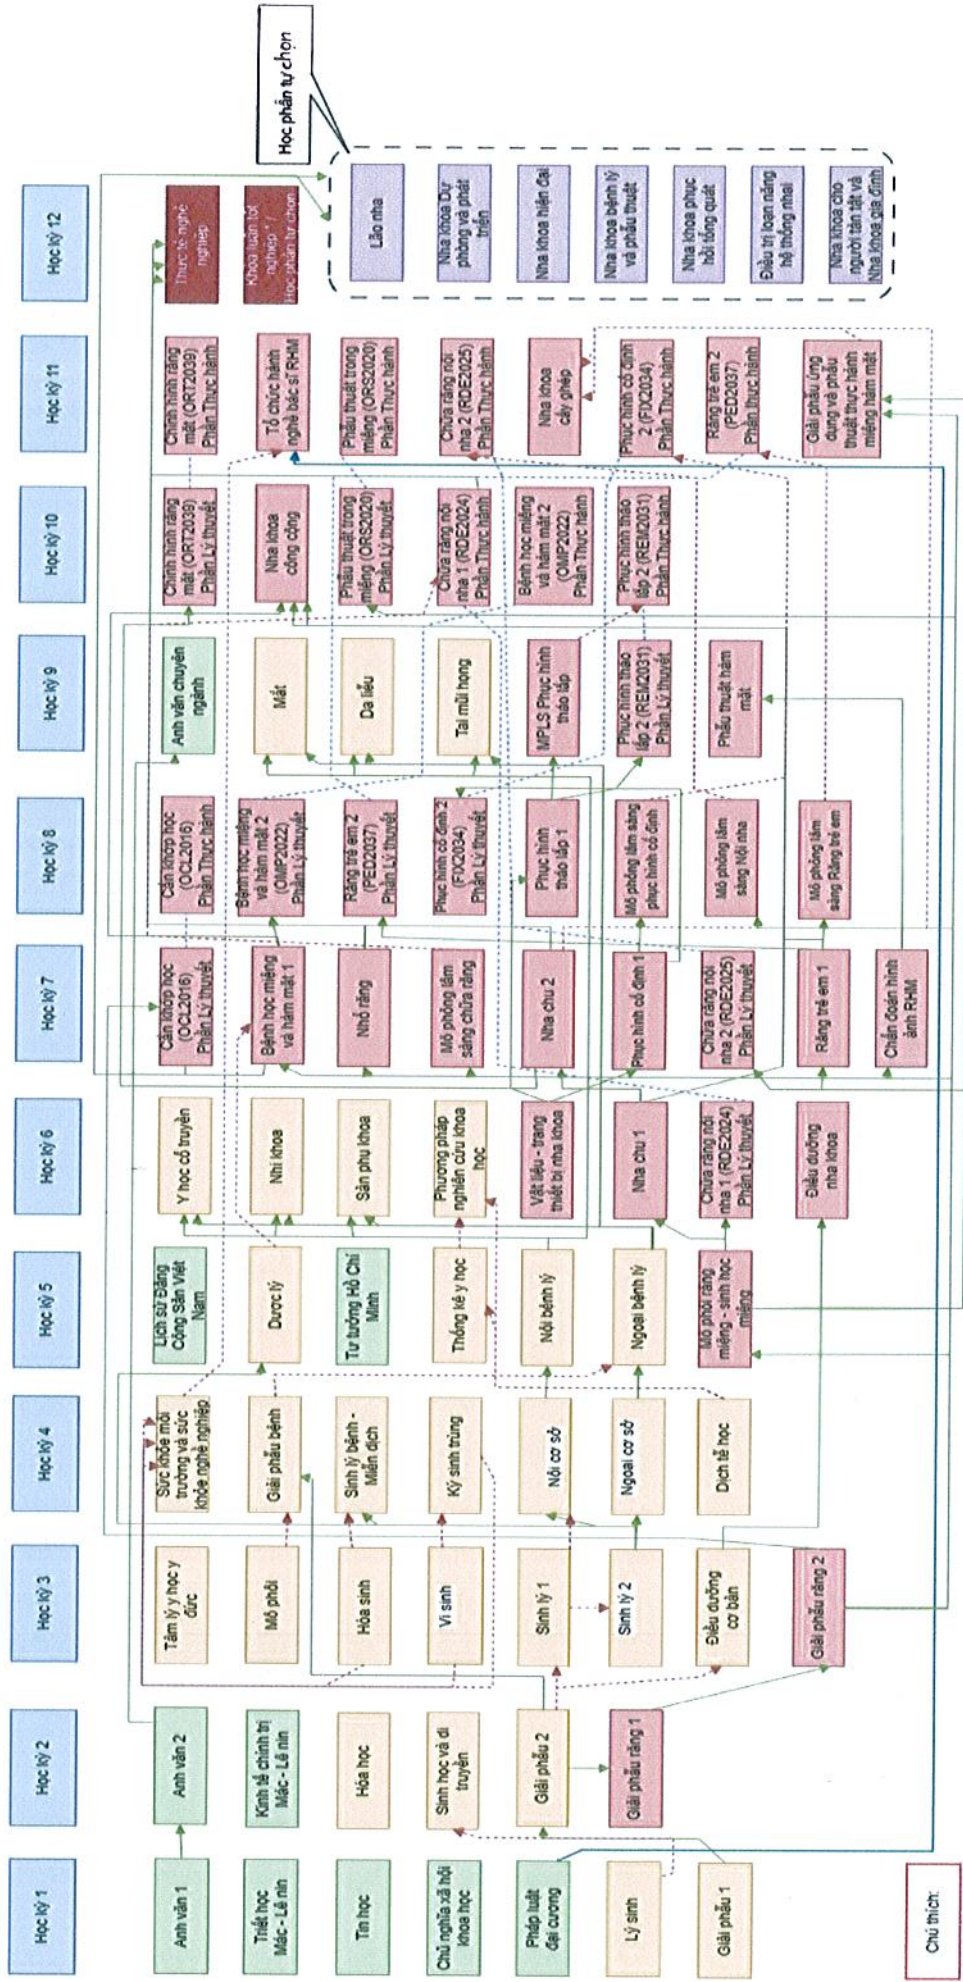 Học kỳ 1
Anh văn 1
Triết học
Mác - Lê nin
Tin học
Chủ nghĩa xã hội
khoa học
Pháp luật
đại cương
Lý sinh
Giải phẫu 1
Chú thích:
Học kỳ 2
Anh văn 2
Kinh tế chính trị
Mác - Lê nin
Hóa học
Sinh học và di
truyền
Giải phẫu 2
Giải phẫu răng 1
Học kỳ 3
Tâm lý y học y
đức
Mô phôi
Hóa sinh
Vi sinh
Sinh lý 1
Sinh lý 2
Điều dưỡng
cơ bản
Giải phẫu răng 2
Học kỳ 4
Sức khỏe môi
trường và sức
khỏe nghề nghiệp
Giải phẫu bệnh
Sinh lý bệnh -
Miễn dịch
Ký sinh trùng
Nội cơ sở
Ngoại cơ sở
Dịch tễ học
Học kỳ 5
Lịch sử Đảng
Cộng Sản Việt
Nam
Dược lý
Tư tưởng Hồ Chí
Minh
Thống kê y học
Nội bệnh lý
Ngoại bệnh lý
Mô phôi răng
miệng - sinh học
miệng
Học kỳ 6
Y học cổ truyền
Nhi khoa
Sản phụ khoa
Phương pháp
nghiên cứu khoa
học
Vật liệu - trang
thiết bị nha khoa
Nha chu 1
Chữa răng nội
nha 1 (RDE2024)
Phần Lý thuyết
Điều dưỡng
nha khoa
Học kỳ 7
Cắn khớp học
(OCL2016)
Phần Lý thuyết
Bệnh học miệng
và hàm mặt 1
Nhổ răng
Mô phỏng lâm
sàng chữa răng
Nha chu 2
Phục hình cố định 1
Chữa răng nội
nha 2 (RDE2025)
Phần Lý thuyết
Răng trẻ em 1
Chẩn đoán hình
ảnh RHM
Học kỳ 8
Cắn khớp học
(OCL2016)
Phần Thực hành
Bệnh học miệng
và hàm mặt 2
(OMP2022)
Phần Lý thuyết
Răng trẻ em 2
(PED2037)
Phần Lý thuyết
Phục hình cố định 2
(FIX2034)
Phần Lý thuyết
Phục hình
tháo lắp 1
Mô phỏng lâm sàng
phục hình cố định
Mô phỏng lâm
sàng Nội nha
Mô phỏng lâm
sàng Răng trẻ em
Học kỳ 9
Anh văn chuyên
ngành
Mắt
Da liễu
Tai mũi họng
MPLS Phục hình
tháo lắp
Phục hình tháo
lắp 2 (REM2031)
Phần Lý thuyết
Phẫu thuật hàm
mặt
Học kỳ 10
Chỉnh hình răng
mặt (ORT2039)
Phần Lý thuyết
Nha khoa
công cộng
Phẫu thuật trong
miệng (ORS2020)
Phần Lý thuyết
Chữa răng nội
nha 1 (RDE2024)
Phần Thực hành
Bệnh học miệng
và hàm mặt 2
(OMP2022)
Phần Thực hành
Phục hình tháo
lắp 2 (REM2031)
Phần Thực hành
Học kỳ 11
Chỉnh hình răng
mặt (ORT2039)
Phần Thực hành
Tổ chức hành
nghề bác sĩ RHM
Phẫu thuật trong
miệng (ORS2020)
Phần Thực hành
Chữa răng nội
nha 2 (RDE2025)
Phần Thực hành
Nha khoa
cấy ghép
Phục hình cố định
2 (FIX2034)
Phần Thực hành
Răng trẻ em 2
(PED2037)
Phần thực hành
Giải phẫu ứng
dụng và phẫu
thuật thực hành
miệng hàm mặt
Học kỳ 12
Thực tế nghề
nghiệp
Khóa luận tốt
nghiệp * /
Học phần tự chọn
Lão nha
Nha khoa Dự
phòng và phát
triển
Nha khoa hiện đại
Nha khoa bệnh lý
và phẫu thuật
Nha khoa phục
hồi tổng quát
Điều trị loạn năng
hệ thống nhai
Nha khoa cho
người tàn tật và
Nha khoa gia đình
Học phần tự chọn